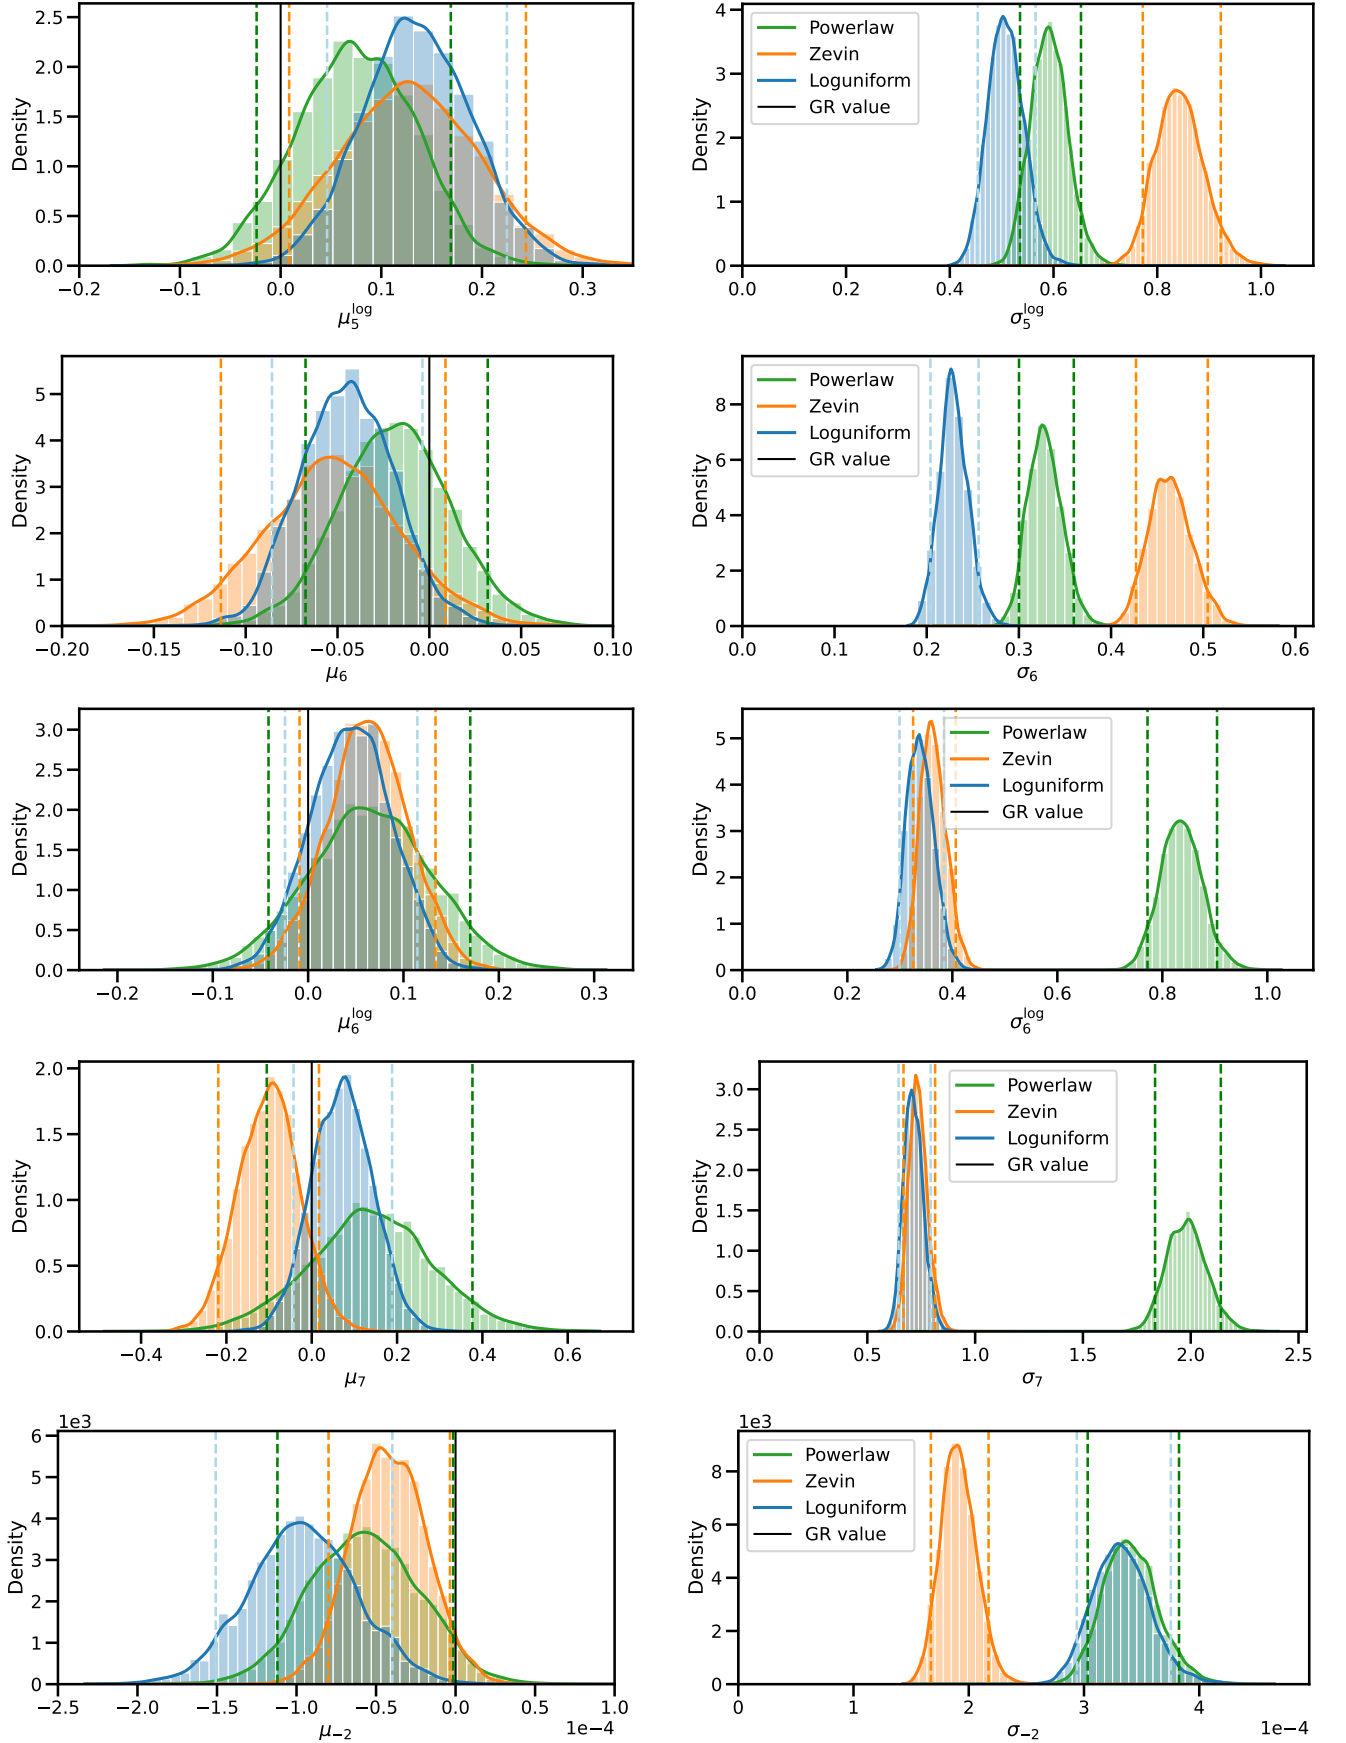 2.5
2.0
1.5
1.0
0.5
0.0
Density
−0.2 −0.1 0.0 0.1 0.2 0.3
μ₅^log
4
3
2
1
0
Density
Powerlaw
Zevin
Loguniform
GR value
0.0 0.2 0.4 0.6 0.8 1.0
σ₅^log
5
4
3
2
1
0
Density
−0.20 −0.15 −0.10 −0.05 0.00 0.05 0.10
μ₆
8
6
4
2
0
Density
Powerlaw
Zevin
Loguniform
GR value
0.0 0.1 0.2 0.3 0.4 0.5 0.6
σ₆
3.0
2.5
2.0
1.5
1.0
0.5
0.0
Density
−0.2 −0.1 0.0 0.1 0.2 0.3
μ₆^log
5
4
3
2
1
0
Density
Powerlaw
Zevin
Loguniform
GR value
0.0 0.2 0.4 0.6 0.8 1.0
σ₆^log
2.0
1.5
1.0
0.5
0.0
Density
−0.4 −0.2 0.0 0.2 0.4 0.6
μ₇
3.0
2.5
2.0
1.5
1.0
0.5
0.0
Density
Powerlaw
Zevin
Loguniform
GR value
0.0 0.5 1.0 1.5 2.0 2.5
σ₇
1e3
6
5
4
3
2
1
0
Density
−2.5 −2.0 −1.5 −1.0 −0.5 0.0 0.5 1.0
1e−4
μ₋₂
1e3
8
6
4
2
0
Density
Powerlaw
Zevin
Loguniform
GR value
0 1 2 3 4
1e−4
σ₋₂